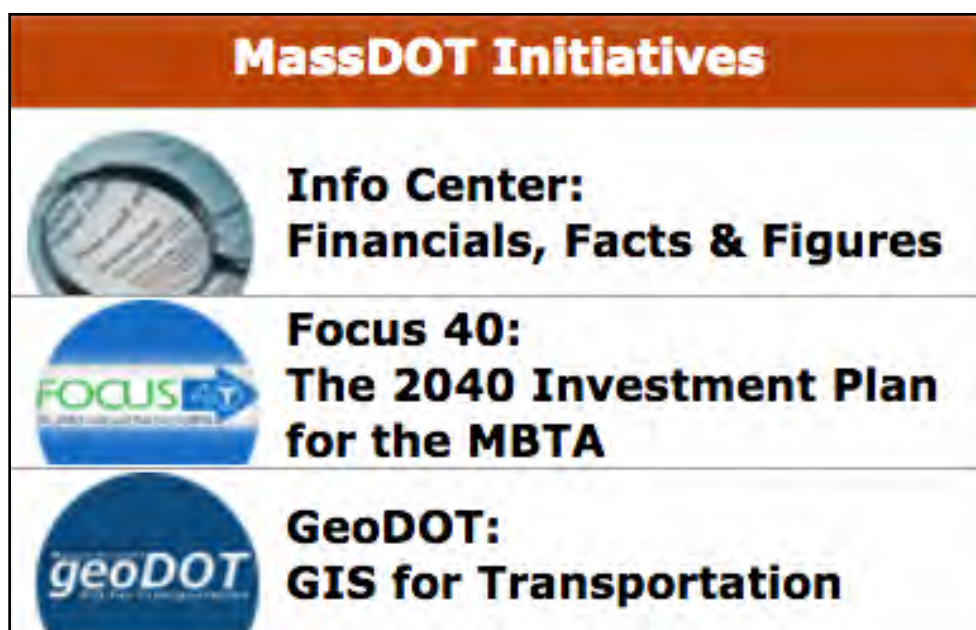 MassDOT Initiatives
Info Center:
Financials, Facts & Figures
FOCUS
Focus 40:
The 2040 Investment Plan
for the MBTA
geoDOT
GeoDOT:
GIS for Transportation